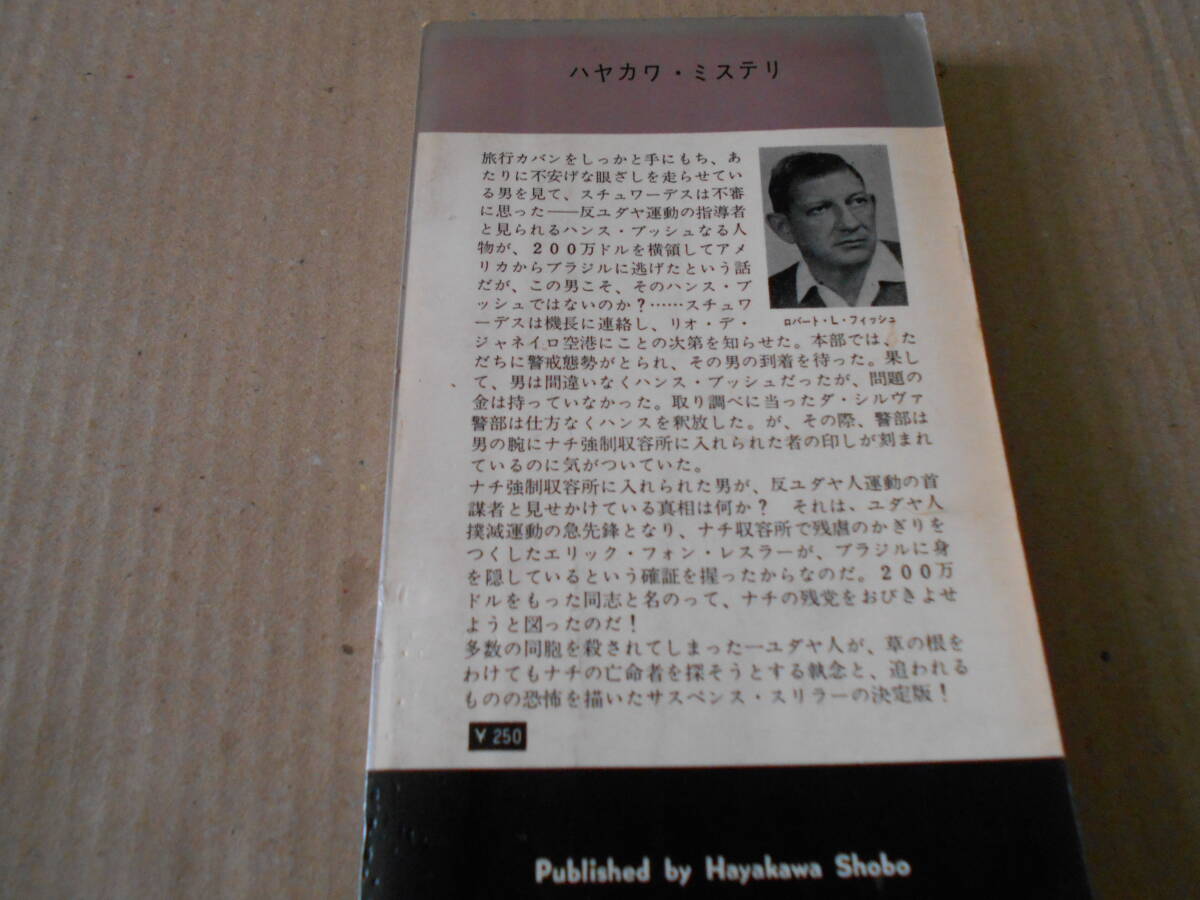 ハヤカワ・ミステリ
旅行カバンをしっかと手にもち、あ
たりに不安げな眼ざしを走らせてい
る男を見て、スチュワーデスは不審
に思った――反ユダヤ運動の指導者
と見られるハンス・ブッシュなる人
物が、200万ドルを横領してアメ
リカからブラジルに逃げたという話
だが、この男こそ、そのハンス・ブ
ッシュではないのか？……スチュワ
ーデスは機長に連絡し、リオ・デ・
ジャネイロ空港にことの次第を知らせた。本部では、た
だちに警戒態勢がとられ、その男の到着を待った。果し
て、男は間違いなくハンス・ブッシュだったが、問題の
金は持っていなかった。取り調べに当ったダ・シルヴァ
警部は仕方なくハンスを釈放した。が、その際、警部は
男の腕にナチ強制収容所に入れられた者の印しが刻まれ
ているのに気がついていた。
ナチ強制収容所に入れられた男が、反ユダヤ人運動の首
謀者と見せかけている真相は何か？　それは、ユダヤ人
撲滅運動の急先鋒となり、ナチ収容所で残虐のかぎりを
つくしたエリック・フォン・レスラーが、ブラジルに身
を隠しているという確証を握ったからなのだ。200万
ドルをもった同志と名のって、ナチの残党をおびきよせ
ようと図ったのだ！
多数の同胞を殺されてしまった一ユダヤ人が、草の根を
わけてもナチの亡命者を探そうとする執念と、追われる
ものの恐怖を描いたサスペンス・スリラーの決定版！
ロバート・L・フィッシュ
¥ 250
Published by Hayakawa Shobo